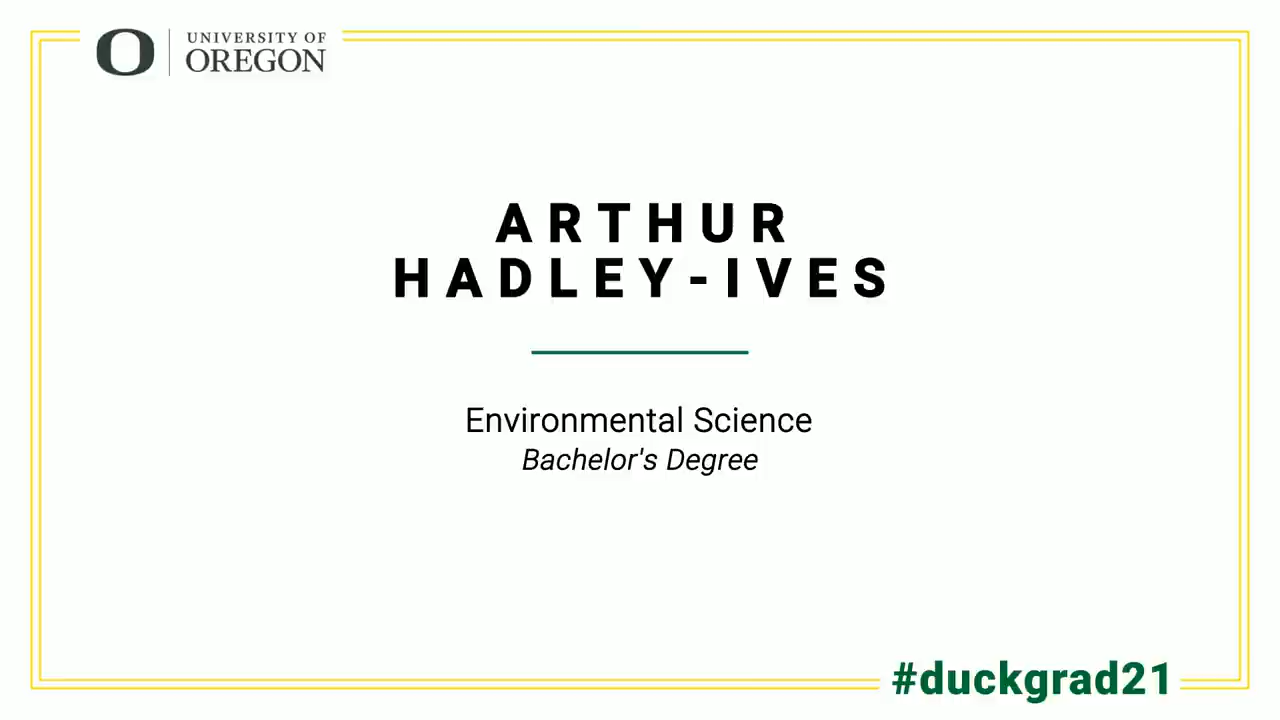 UNIVERSITY OF
OREGON
ARTHUR
HADLEY-IVES
Environmental Science
Bachelor's Degree
#duckgrad21